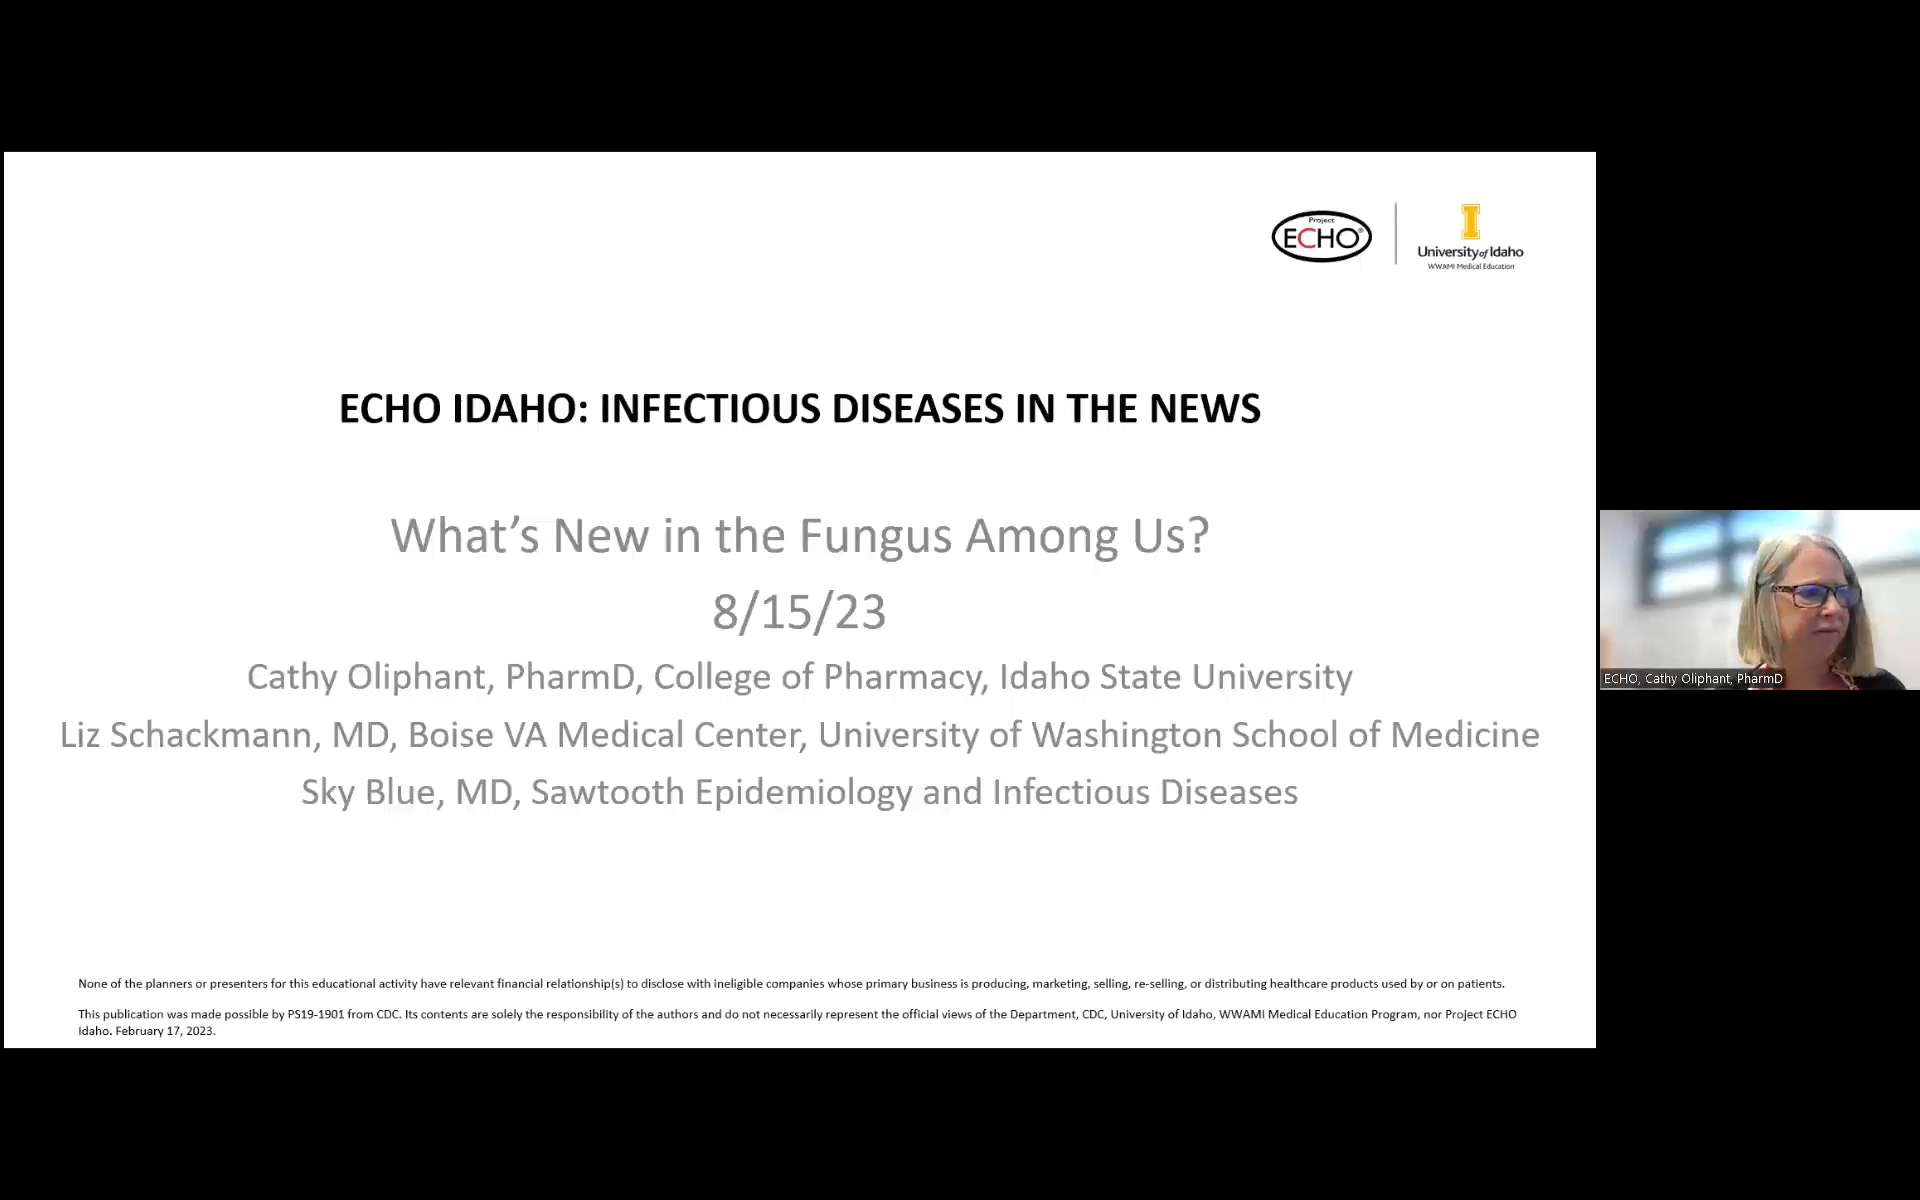 Project
ECHO®
University of Idaho
WWAMI Medical Education
ECHO IDAHO: INFECTIOUS DISEASES IN THE NEWS
What’s New in the Fungus Among Us?
8/15/23
Cathy Oliphant, PharmD, College of Pharmacy, Idaho State University
Liz Schackmann, MD, Boise VA Medical Center, University of Washington School of Medicine
Sky Blue, MD, Sawtooth Epidemiology and Infectious Diseases
ECHO, Cathy Oliphant, PharmD
None of the planners or presenters for this educational activity have relevant financial relationship(s) to disclose with ineligible companies whose primary business is producing, marketing, selling, re-selling, or distributing healthcare products used by or on patients.
This publication was made possible by PS19-1901 from CDC. Its contents are solely the responsibility of the authors and do not necessarily represent the official views of the Department, CDC, University of Idaho, WWAMI Medical Education Program, nor Project ECHO
Idaho. February 17, 2023.